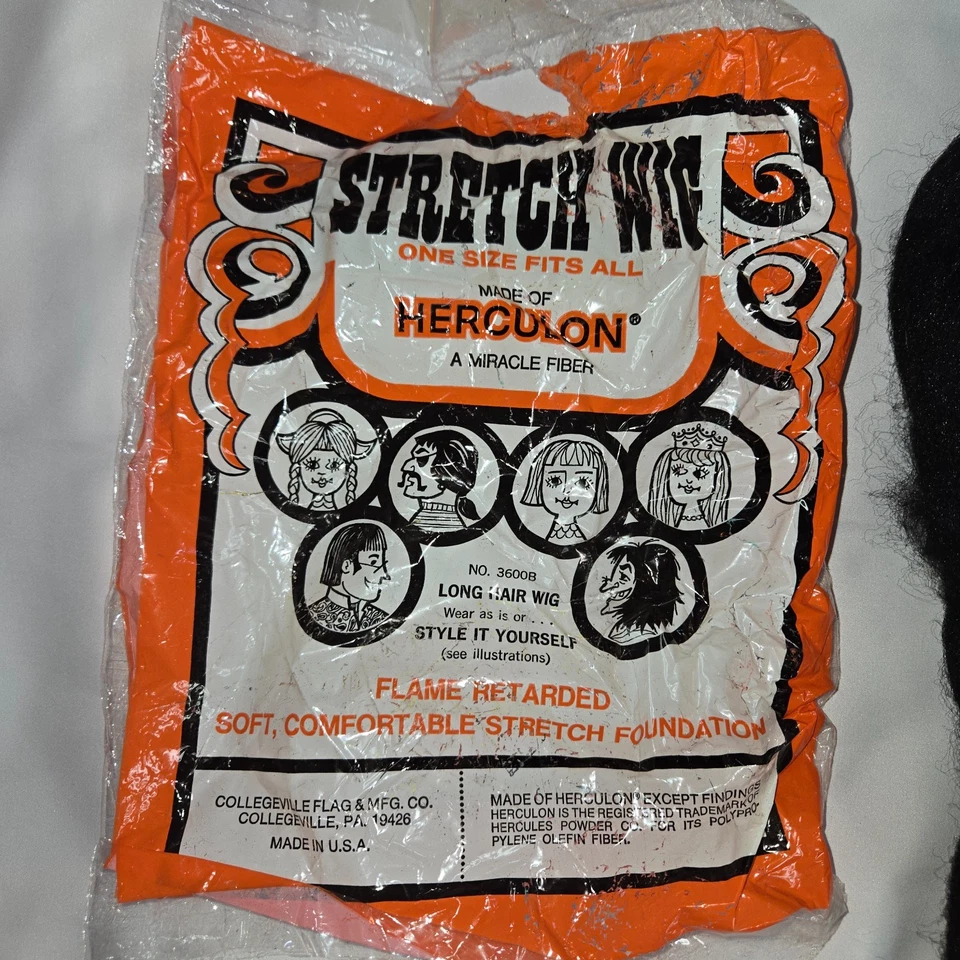 STRETCH WIG
ONE SIZE FITS ALL
MADE OF
HERCULON®
A MIRACLE FIBER
NO. 3600B
LONG HAIR WIG
Wear as is or . . .
STYLE IT YOURSELF
(see illustrations)
FLAME RETARDED
SOFT, COMFORTABLE STRETCH FOUNDATION
COLLEGEVILLE FLAG & MFG. CO.
COLLEGEVILLE, PA. 19426
MADE IN U.S.A.
MADE OF HERCULON® EXCEPT FINDINGS
HERCULON IS THE REGISTERED TRADEMARK OF
HERCULES POWDER CO. FOR ITS POLYPRO-
PYLENE OLEFIN FIBER.